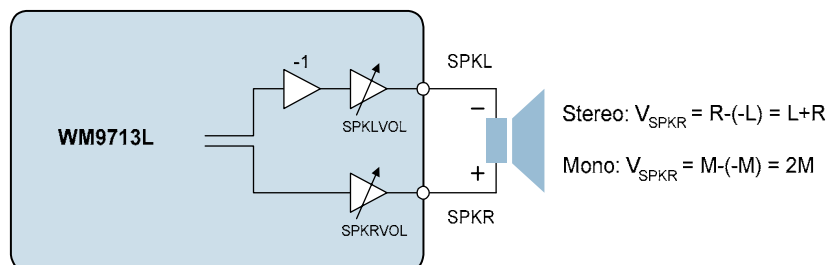 -1
SPKL
SPKLVOL
WM9713L
−
+
Stereo: V_SPKR = R-(-L) = L+R
Mono: V_SPKR = M-(-M) = 2M
SPKRVOL
SPKR